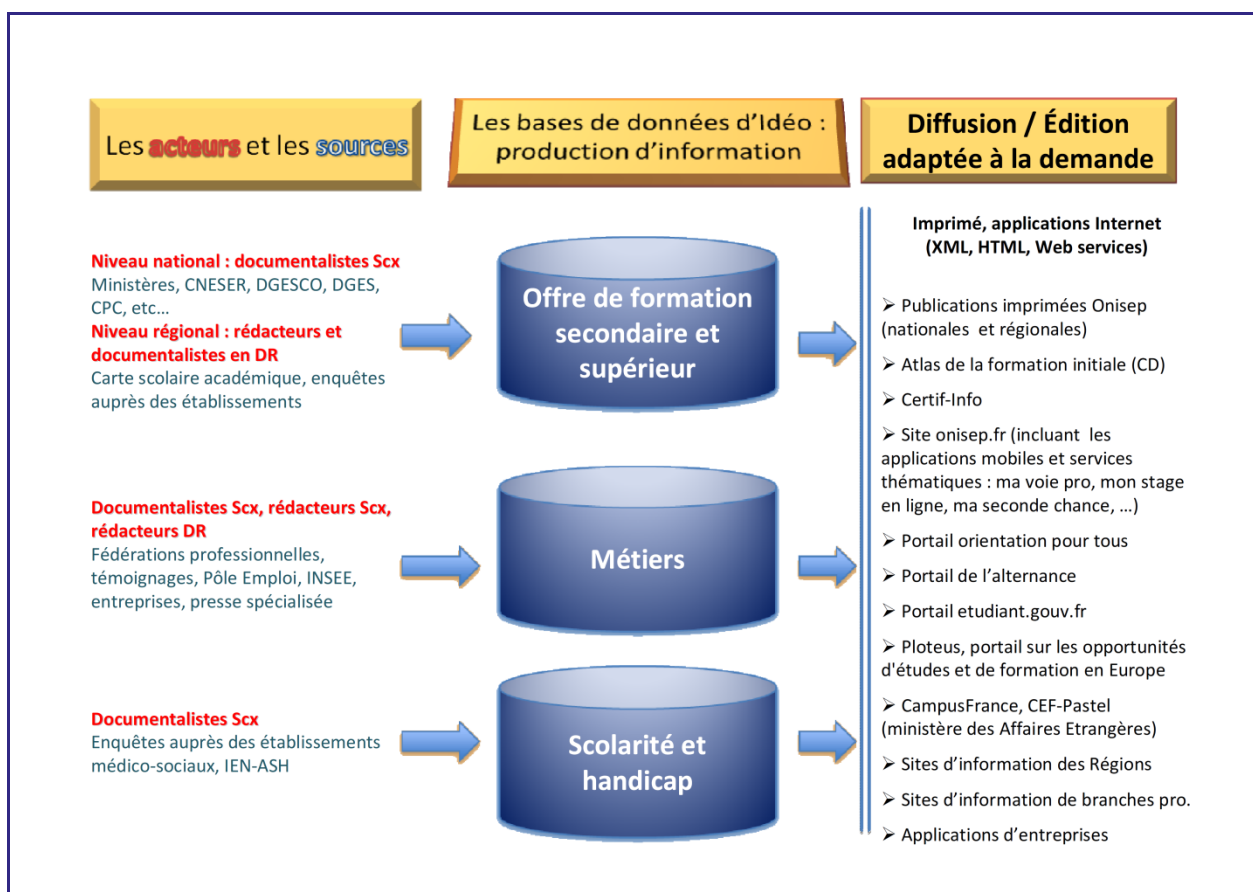 Les acteurs et les sources
Les bases de données d'Idéo :
production d'information
Diffusion / Édition
adaptée à la demande
Niveau national : documentalistes Scx
Ministères, CNESER, DGESCO, DGES,
CPC, etc…
Niveau régional : rédacteurs et
documentalistes en DR
Carte scolaire académique, enquêtes
auprès des établissements
Offre de formation
secondaire et
supérieur
Documentalistes Scx, rédacteurs Scx,
rédacteurs DR
Fédérations professionnelles,
témoignages, Pôle Emploi, INSEE,
entreprises, presse spécialisée
Métiers
Documentalistes Scx
Enquêtes auprès des établissements
médico-sociaux, IEN-ASH
Scolarité et
handicap
Imprimé, applications Internet
(XML, HTML, Web services)
➢ Publications imprimées Onisep
(nationales et régionales)
➢ Atlas de la formation initiale (CD)
➢ Certif-Info
➢ Site onisep.fr (incluant les
applications mobiles et services
thématiques : ma voie pro, mon stage
en ligne, ma seconde chance, …)
➢ Portail orientation pour tous
➢ Portail de l'alternance
➢ Portail etudiant.gouv.fr
➢ Ploteus, portail sur les opportunités
d'études et de formation en Europe
➢ CampusFrance, CEF-Pastel
(ministère des Affaires Etrangères)
➢ Sites d'information des Régions
➢ Sites d'information de branches pro.
➢ Applications d'entreprises